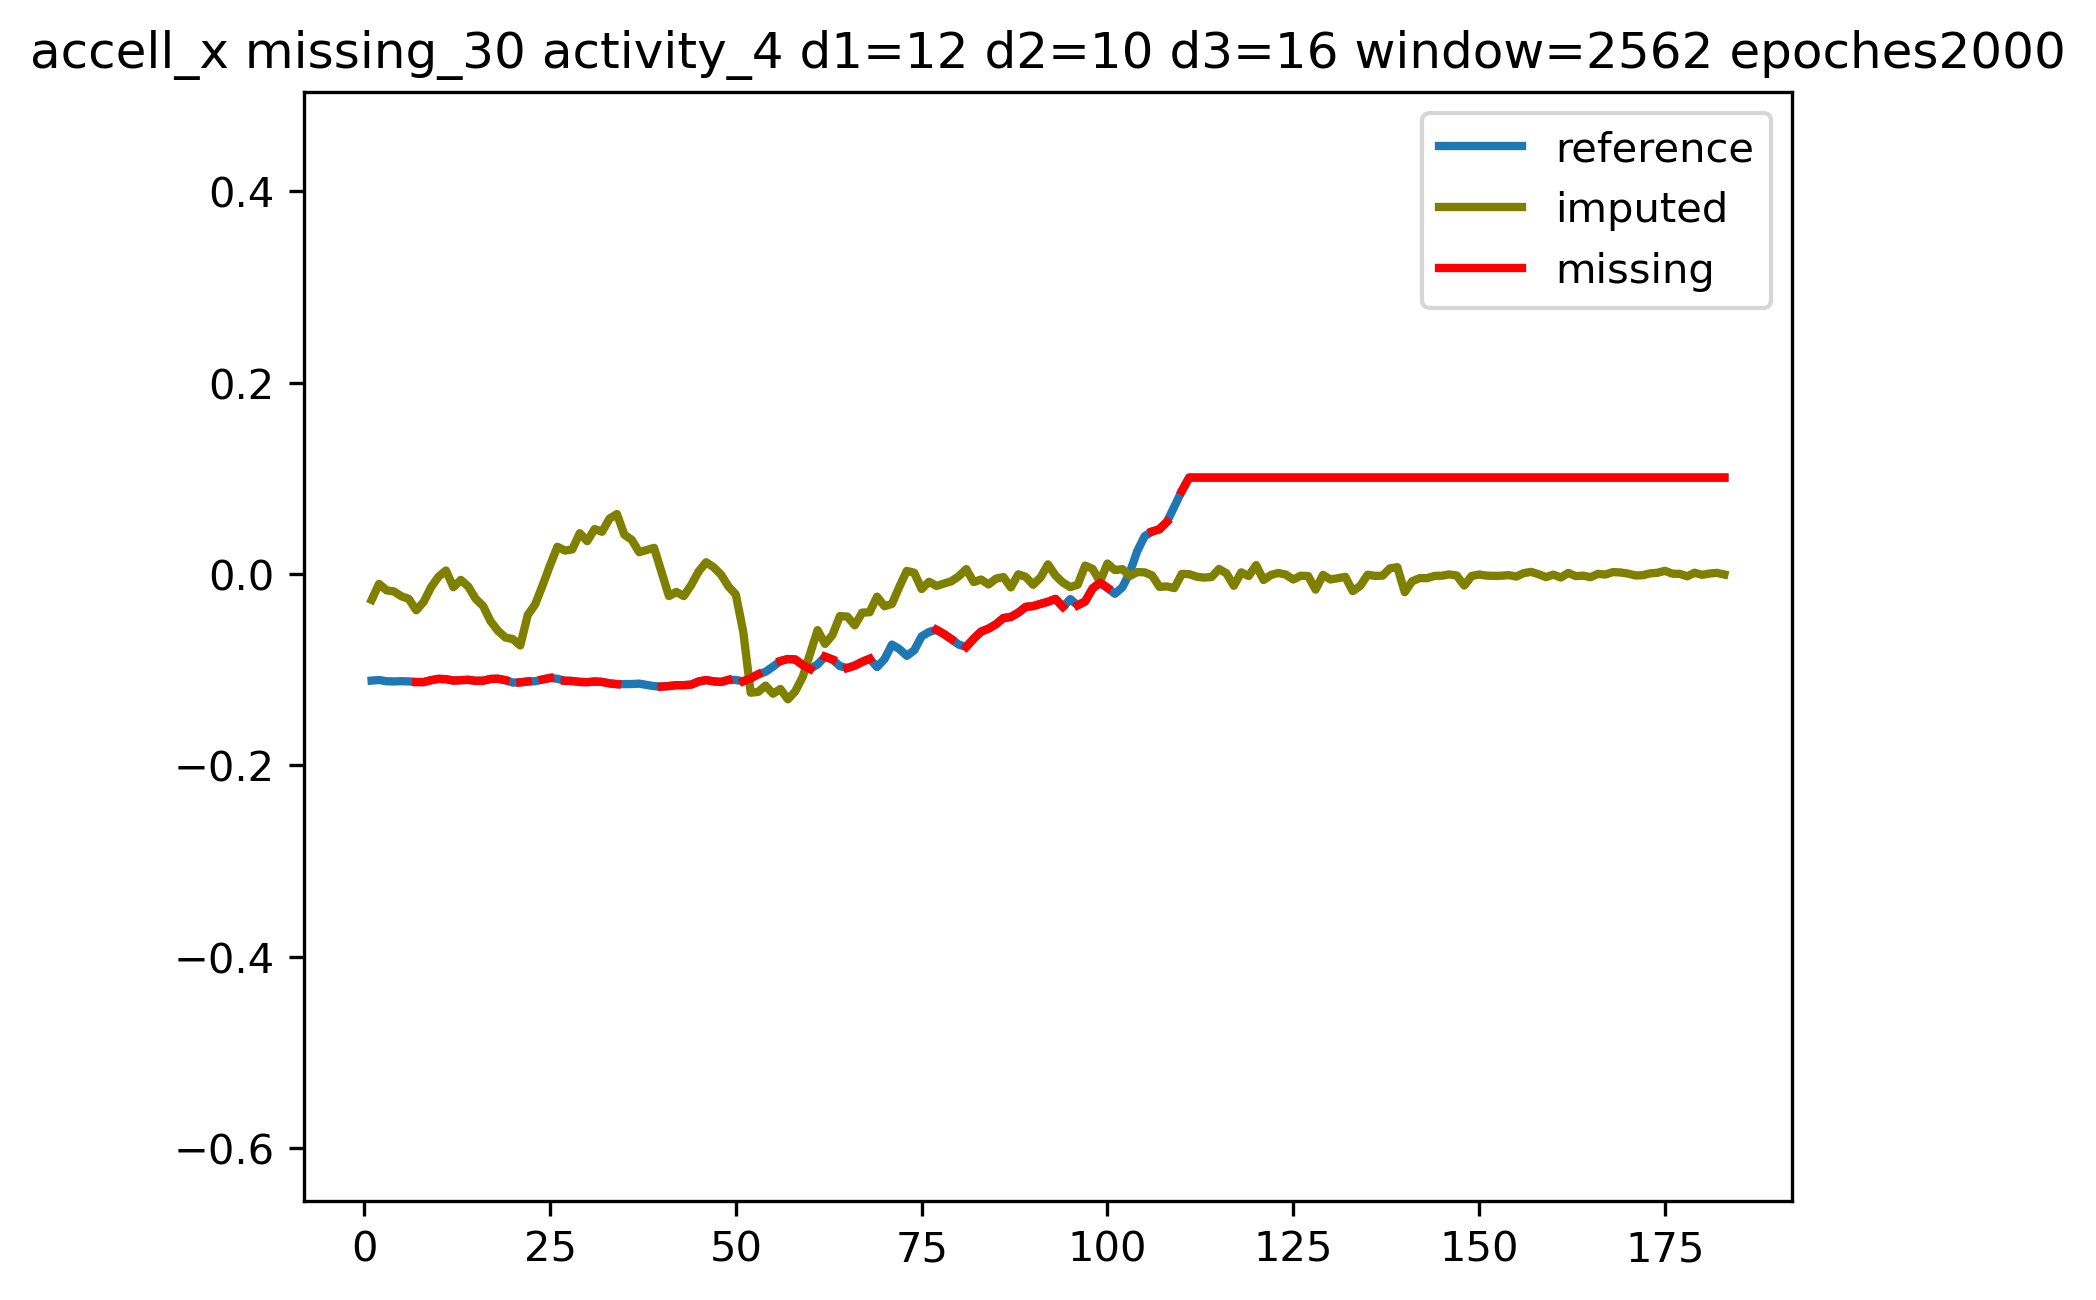 accell_x missing_30 activity_4 d1=12 d2=10 d3=16 window=2562 epoches2000
reference
imputed
missing
0.4
0.2
0.0
−0.2
−0.4
−0.6
0 25 50 75 100 125 150 175